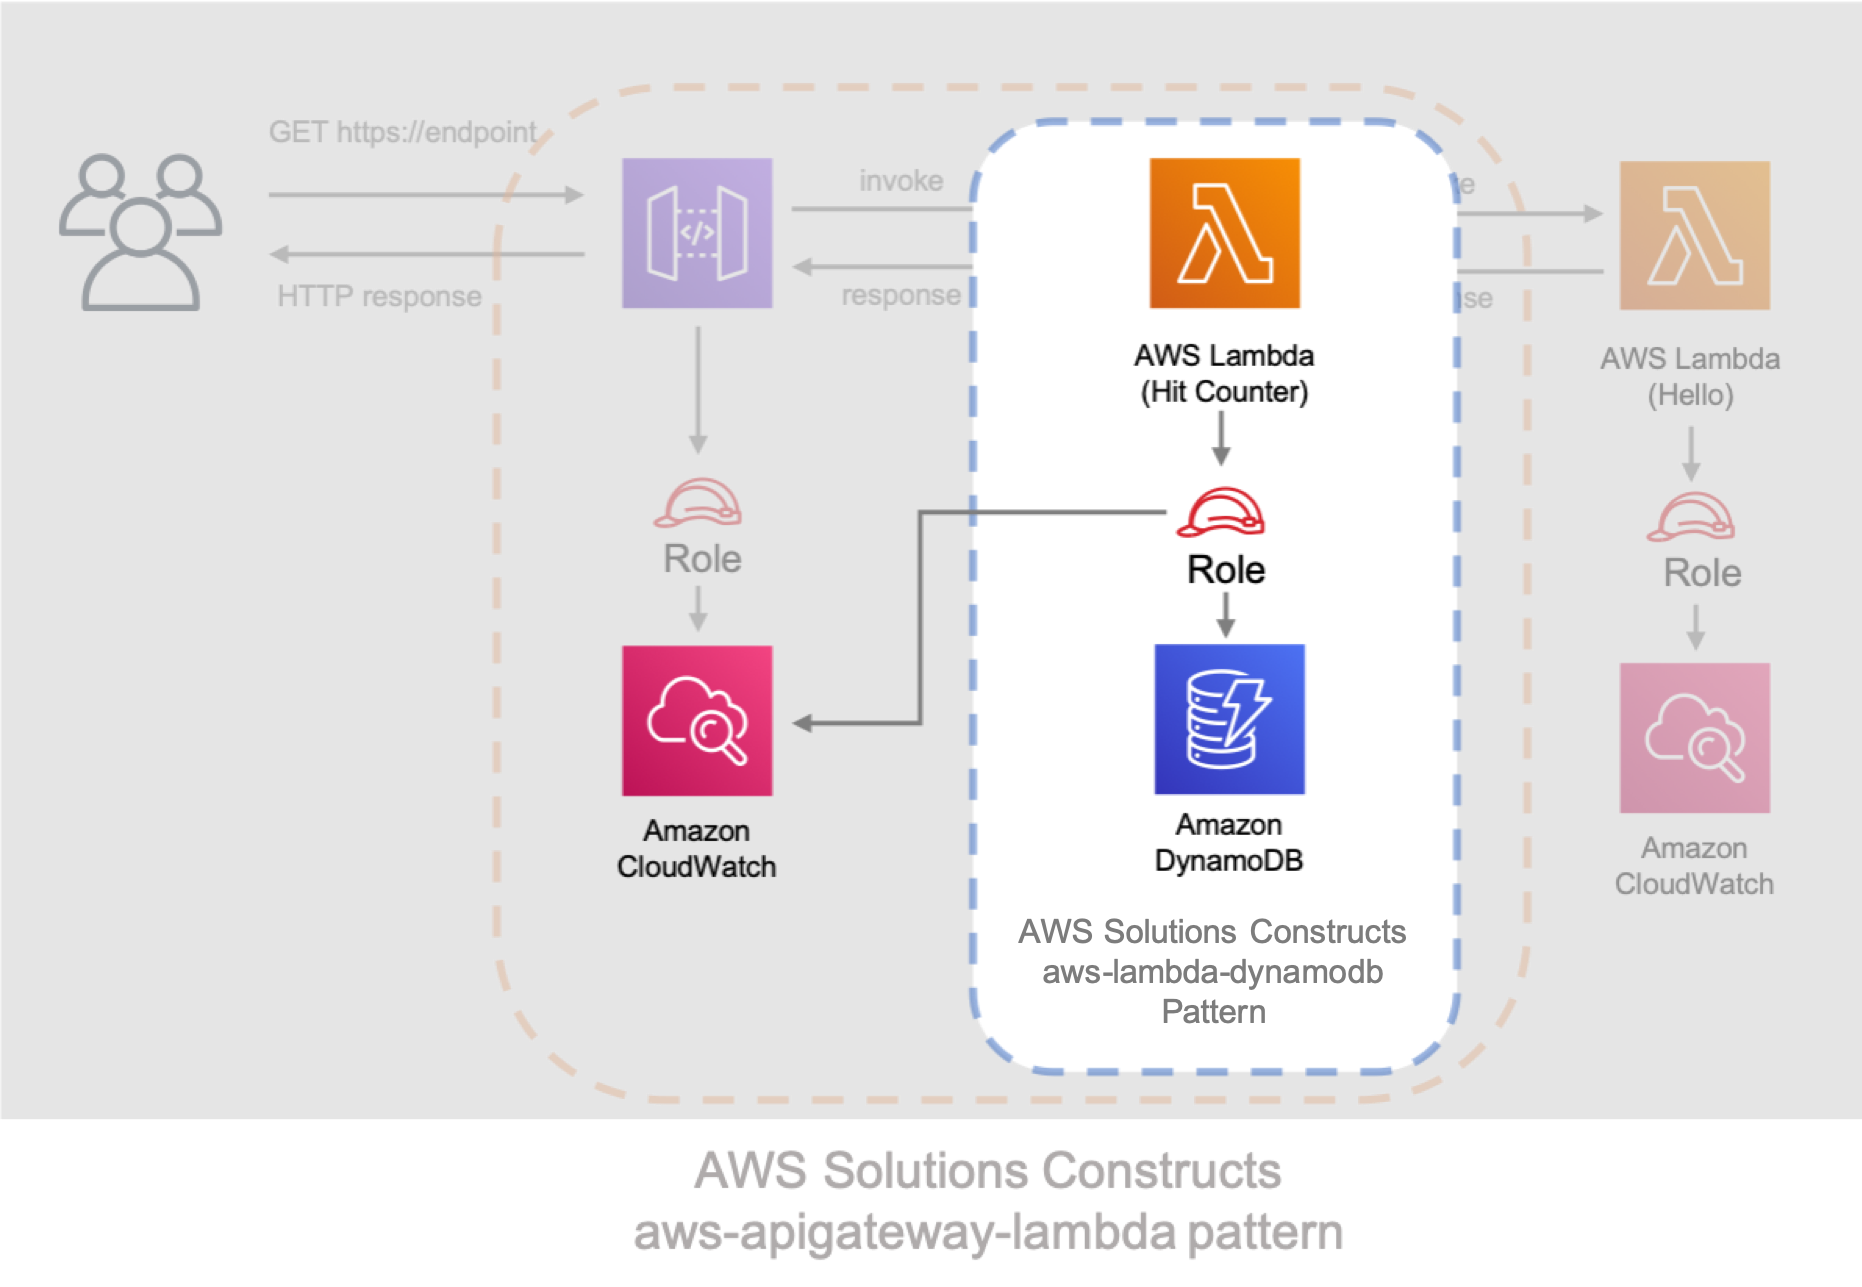 GET https://endpoint
HTTP response
invoke
response
</>
AWS Lambda
(Hit Counter)
AWS Lambda
(Hello)
Role
Role
Role
Amazon
CloudWatch
Amazon
DynamoDB
Amazon
CloudWatch
AWS Solutions Constructs
aws-lambda-dynamodb
Pattern
AWS Solutions Constructs
aws-apigateway-lambda pattern